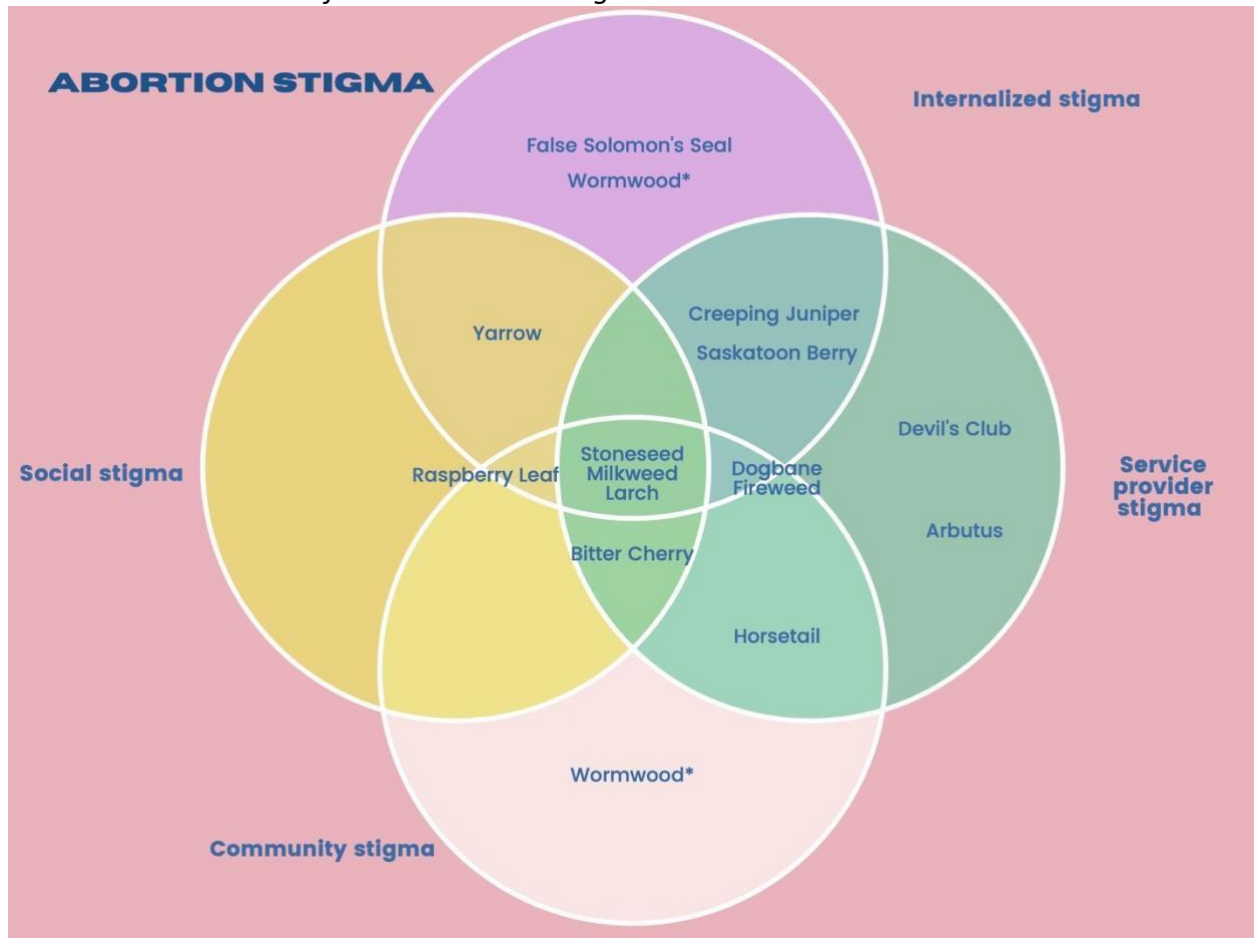 ABORTION STIGMA
Internalized stigma
False Solomon's Seal
Wormwood*
Yarrow
Creeping Juniper
Saskatoon Berry
Devil's Club
Social stigma
Raspberry Leaf
Stoneseed
Milkweed
Larch
Dogbane
Fireweed
Service
provider
stigma
Arbutus
Bitter Cherry
Horsetail
Wormwood*
Community stigma